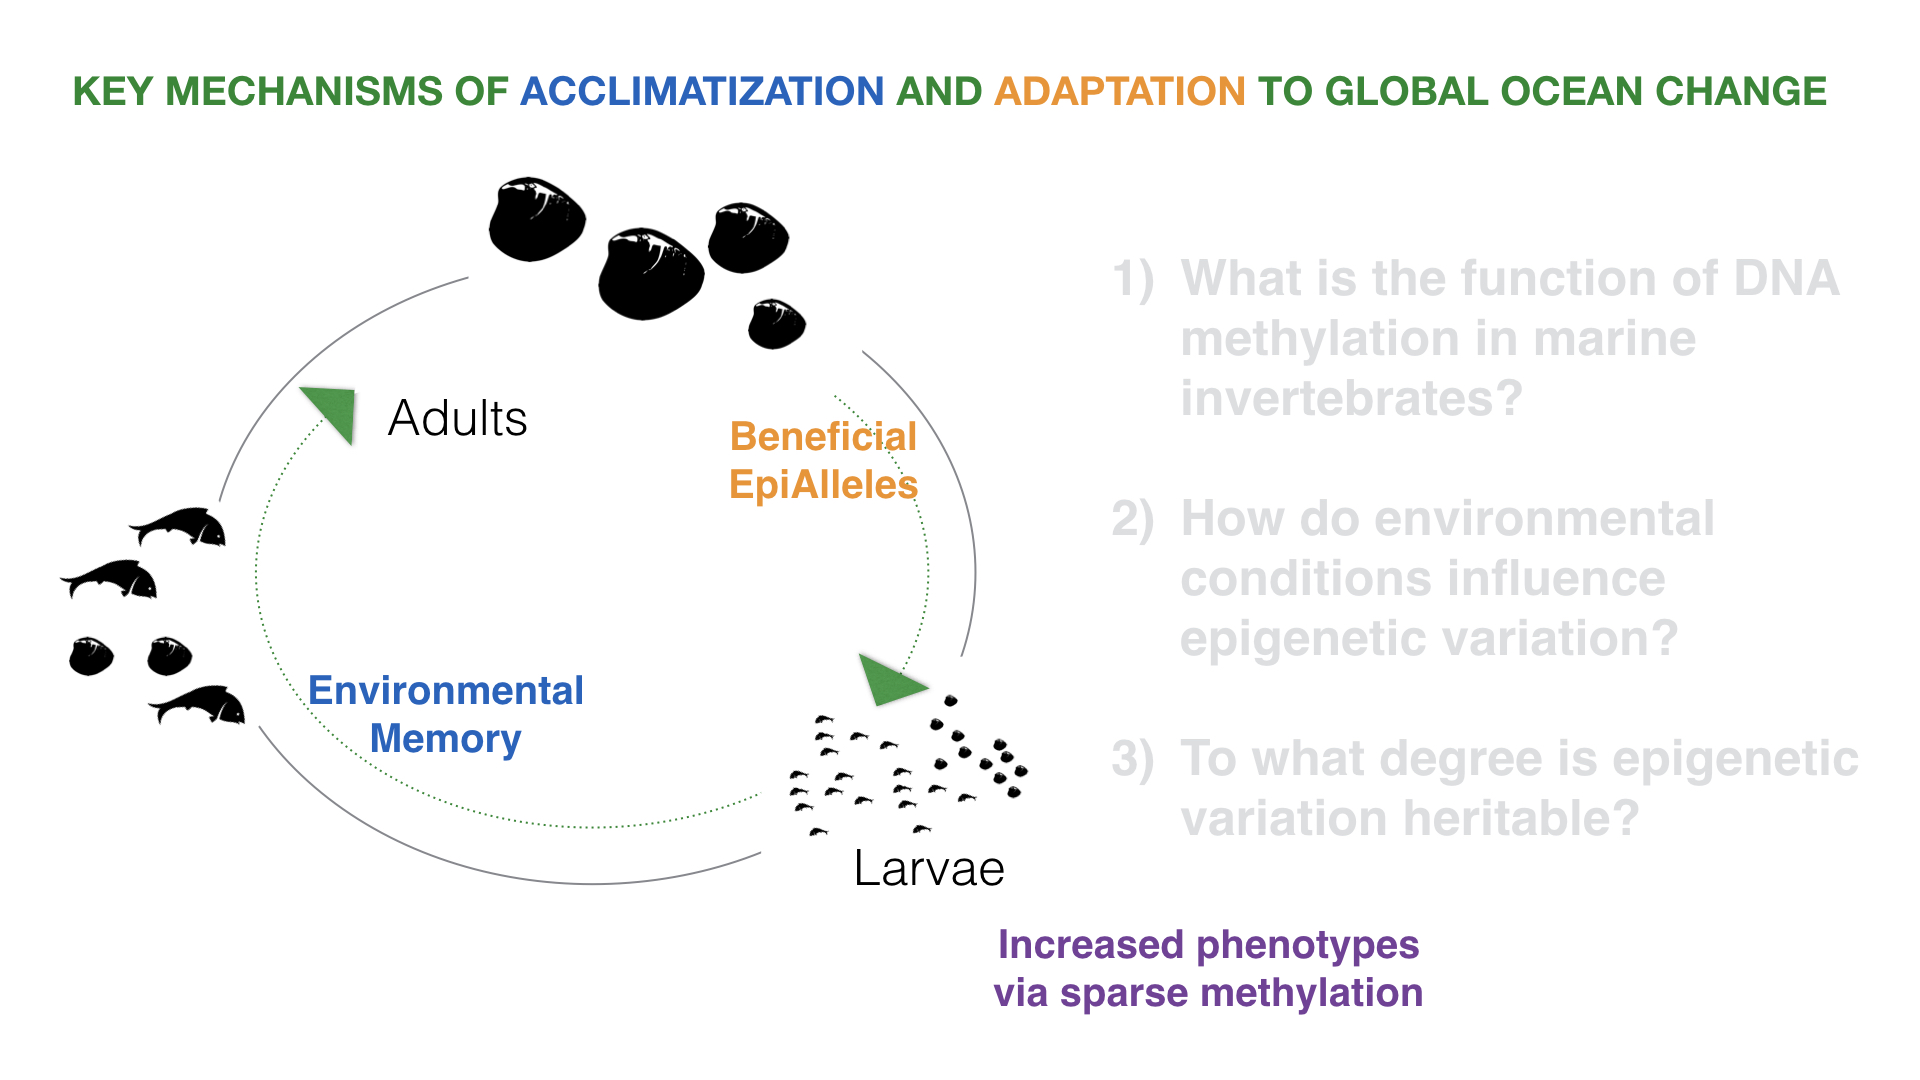 KEY MECHANISMS OF ACCLIMATIZATION AND ADAPTATION TO GLOBAL OCEAN CHANGE
Adults
Beneficial
EpiAlleles
Environmental
Memory
Larvae
Increased phenotypes
via sparse methylation
1) What is the function of DNA
methylation in marine
invertebrates?
2) How do environmental
conditions influence
epigenetic variation?
3) To what degree is epigenetic
variation heritable?